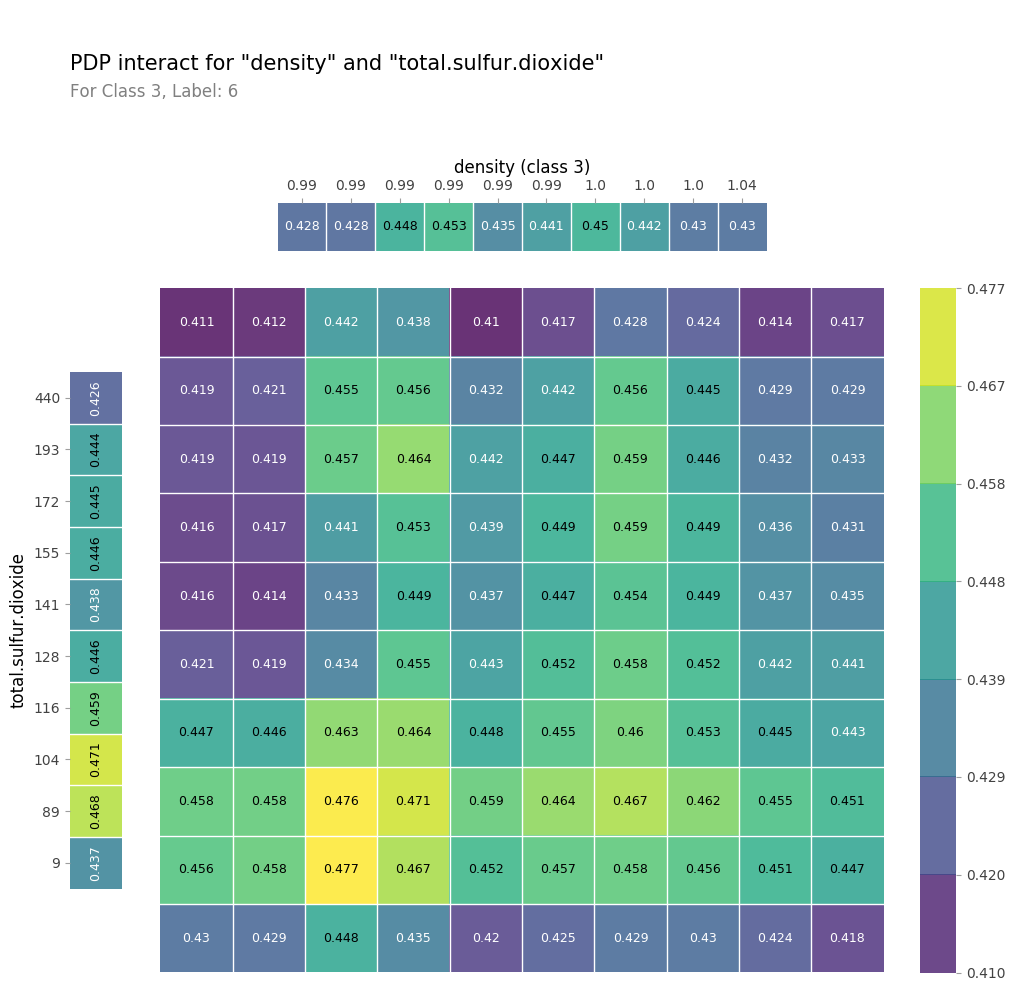 PDP interact for "density" and "total.sulfur.dioxide"
For Class 3, Label: 6
density (class 3)
0.99 0.99 0.99 0.99 0.99 0.99 1.0 1.0 1.0 1.04
0.428 0.428 0.448 0.453 0.435 0.441 0.45 0.442 0.43 0.43
total.sulfur.dioxide
440 0.426
193 0.444
172 0.445
155 0.446
141 0.438
128 0.446
116 0.459
104 0.471
89 0.468
9 0.437
0.411 0.412 0.442 0.438 0.41 0.417 0.428 0.424 0.414 0.417
0.419 0.421 0.455 0.456 0.432 0.442 0.456 0.445 0.429 0.429
0.419 0.419 0.457 0.464 0.442 0.447 0.459 0.446 0.432 0.433
0.416 0.417 0.441 0.453 0.439 0.449 0.459 0.449 0.436 0.431
0.416 0.414 0.433 0.449 0.437 0.447 0.454 0.449 0.437 0.435
0.421 0.419 0.434 0.455 0.443 0.452 0.458 0.452 0.442 0.441
0.447 0.446 0.463 0.464 0.448 0.455 0.46 0.453 0.445 0.443
0.458 0.458 0.476 0.471 0.459 0.464 0.467 0.462 0.455 0.451
0.456 0.458 0.477 0.467 0.452 0.457 0.458 0.456 0.451 0.447
0.43 0.429 0.448 0.435 0.42 0.425 0.429 0.43 0.424 0.418
0.477
0.467
0.458
0.448
0.439
0.429
0.420
0.410